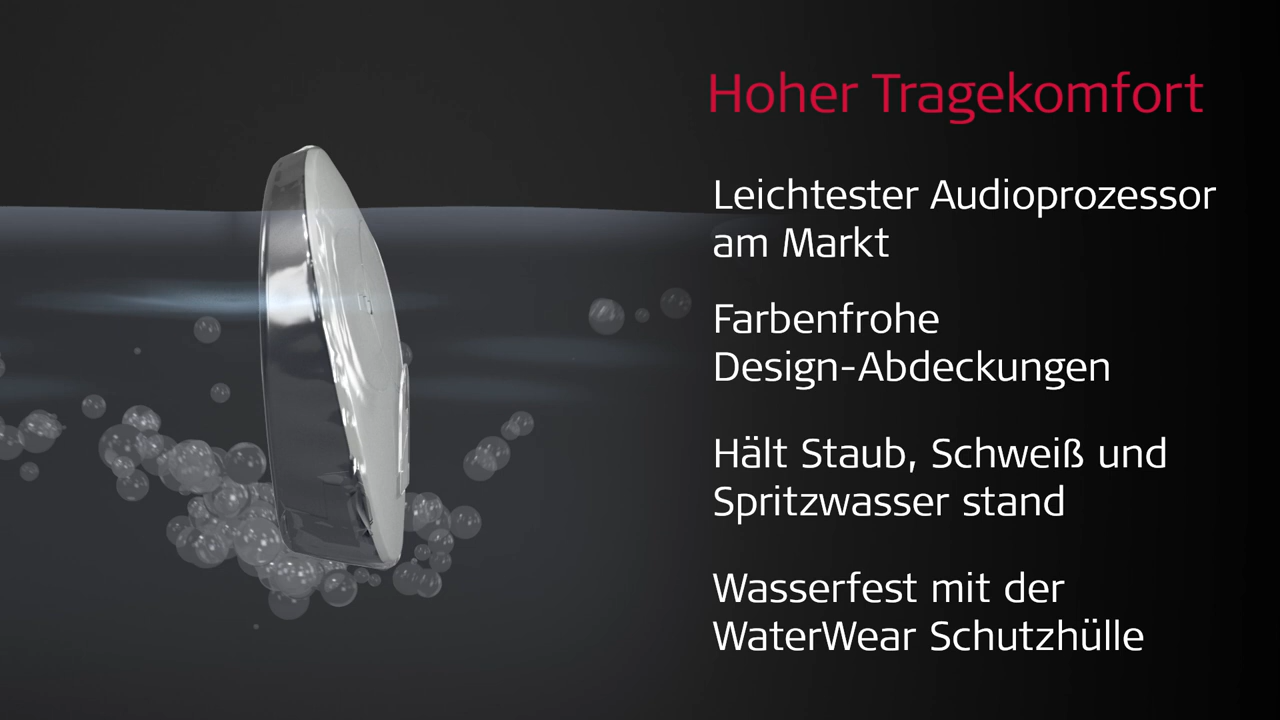 Hoher Tragekomfort
Leichtester Audioprozessor
am Markt
Farbenfrohe
Design-Abdeckungen
Hält Staub, Schweiß und
Spritzwasser stand
Wasserfest mit der
WaterWear Schutzhülle